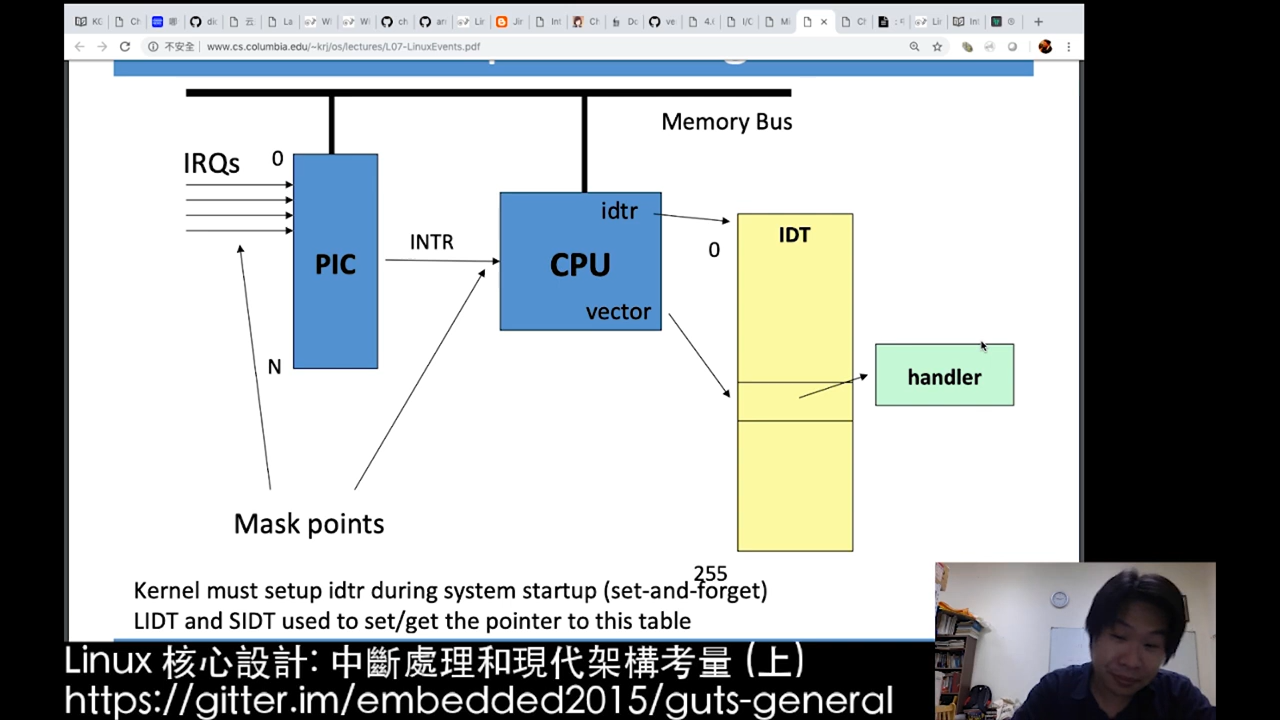 不安全 www.cs.columbia.edu/~krj/os/lectures/L07-LinuxEvents.pdf
Memory Bus
IRQs 0
idtr
INTR
IDT
0
PIC
CPU
vector
N
handler
Mask points
255
Kernel must setup idtr during system startup (set-and-forget)
LIDT and SIDT used to set/get the pointer to this table
Linux 核心設計: 中斷處理和現代架構考量 (上)
https://gitter.im/embedded2015/guts-general